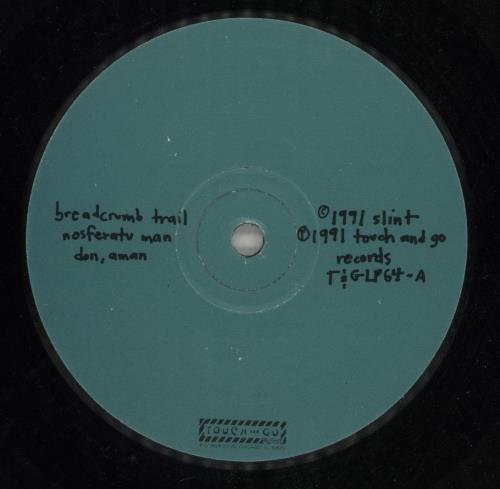 breadcrumb trail
nosferatu man
don, aman
©1991 slint
℗1991 touch and go
records
T&G-LP64-A
TOUCH AND GO